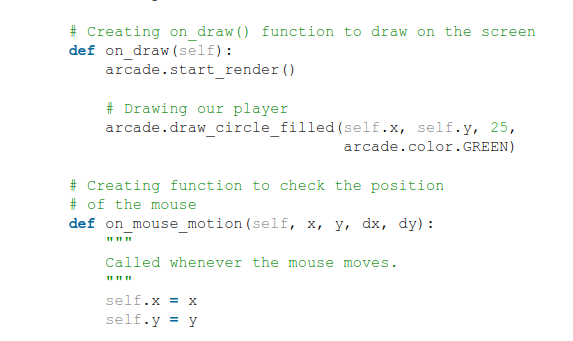 # Creating on_draw() function to draw on the screen
def on_draw(self):
    arcade.start_render()

    # Drawing our player
    arcade.draw_circle_filled(self.x, self.y, 25,
                              arcade.color.GREEN)

# Creating function to check the position
# of the mouse
def on_mouse_motion(self, x, y, dx, dy):
    """
    Called whenever the mouse moves.
    """
    self.x = x
    self.y = y